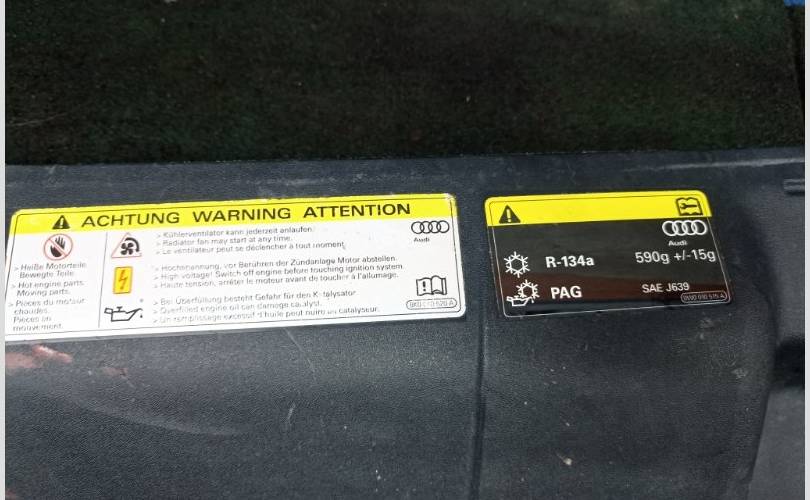 ACHTUNG WARNING ATTENTION
> Heiße Motorteile.
Bewegte Teile.
> Hot engine parts.
Moving parts.
> Pièces du moteur
chaudes.
Pièces en
mouvement.
> Kühlerventilator kann jederzeit anlaufen.
> Radiator fan may start at any time.
> Le ventilateur peut se déclencher à tout moment.
> Hochspannung, vor Berühren der Zündanlage Motor abstellen.
> High voltage! Switch off engine before touching ignition system.
> Haute tension, arrêter le moteur avant de toucher à l'allumage.
> Bei Überfüllung besteht Gefahr für den Katalysator
> Overfilled engine oil can damage catalyst.
> Un remplissage excessif d'huile peut nuire au catalyseur.
Audi
8K0 010 520 A
Audi
R-134a 590g +/-15g
PAG SAE J639